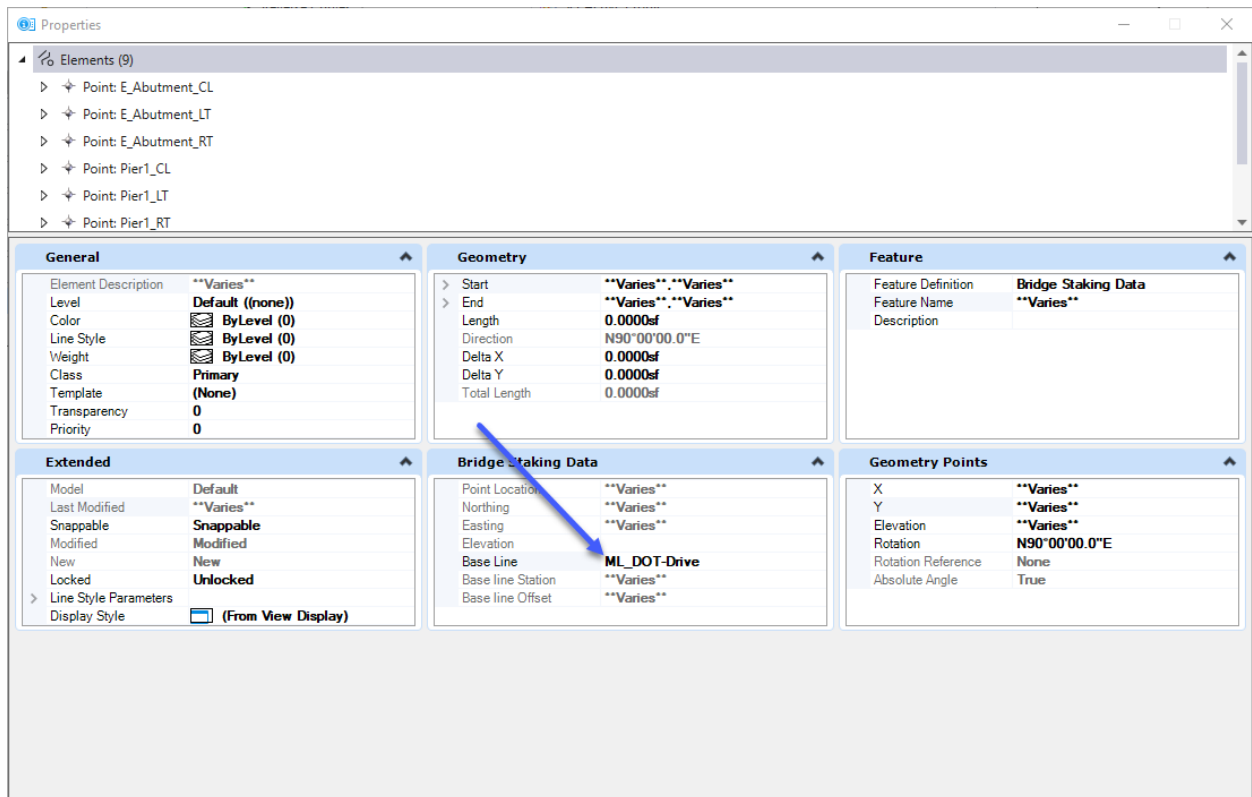 Properties
Elements (9)
Point: E_Abutment_CL
Point: E_Abutment_LT
Point: E_Abutment_RT
Point: Pier1_CL
Point: Pier1_LT
Point: Pier1_RT
General
Element Description **Varies**
Level Default ((none))
Color ByLevel (0)
Line Style ByLevel (0)
Weight ByLevel (0)
Class Primary
Template (None)
Transparency 0
Priority 0
Geometry
Start **Varies**,**Varies**
End **Varies**,**Varies**
Length 0.0000sf
Direction N90°00'00.0"E
Delta X 0.0000sf
Delta Y 0.0000sf
Total Length 0.0000sf
Feature
Feature Definition Bridge Staking Data
Feature Name **Varies**
Description
Extended
Model Default
Last Modified **Varies**
Snappable Snappable
Modified Modified
New New
Locked Unlocked
Line Style Parameters
Display Style (From View Display)
Bridge Staking Data
Point Location **Varies**
Northing **Varies**
Easting **Varies**
Elevation
Base Line ML_DOT-Drive
Base line Station **Varies**
Base line Offset **Varies**
Geometry Points
X **Varies**
Y **Varies**
Elevation **Varies**
Rotation N90°00'00.0"E
Rotation Reference None
Absolute Angle True